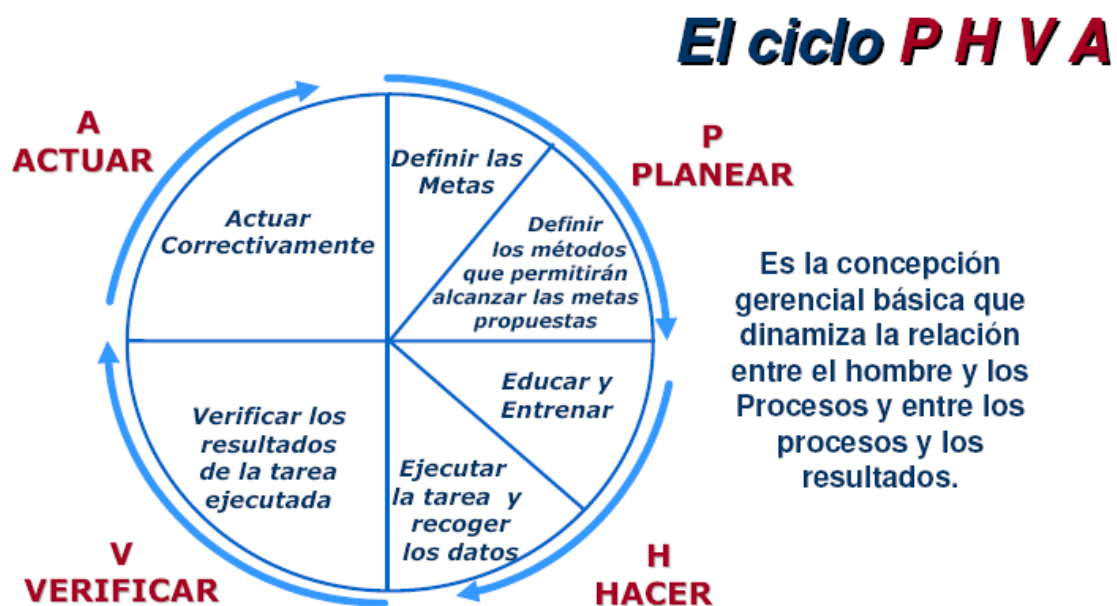 El ciclo P H V A
A
ACTUAR
P
PLANEAR
Definir las
Metas
Actuar
Correctivamente
Definir
los métodos
que permitirán
alcanzar las metas
propuestas
Es la concepción
gerencial básica que
dinamiza la relación
entre el hombre y los
Procesos y entre los
procesos y los
resultados.
Educar y
Entrenar
Verificar los
resultados
de la tarea
ejecutada
Ejecutar
la tarea y
recoger
los datos
V
VERIFICAR
H
HACER